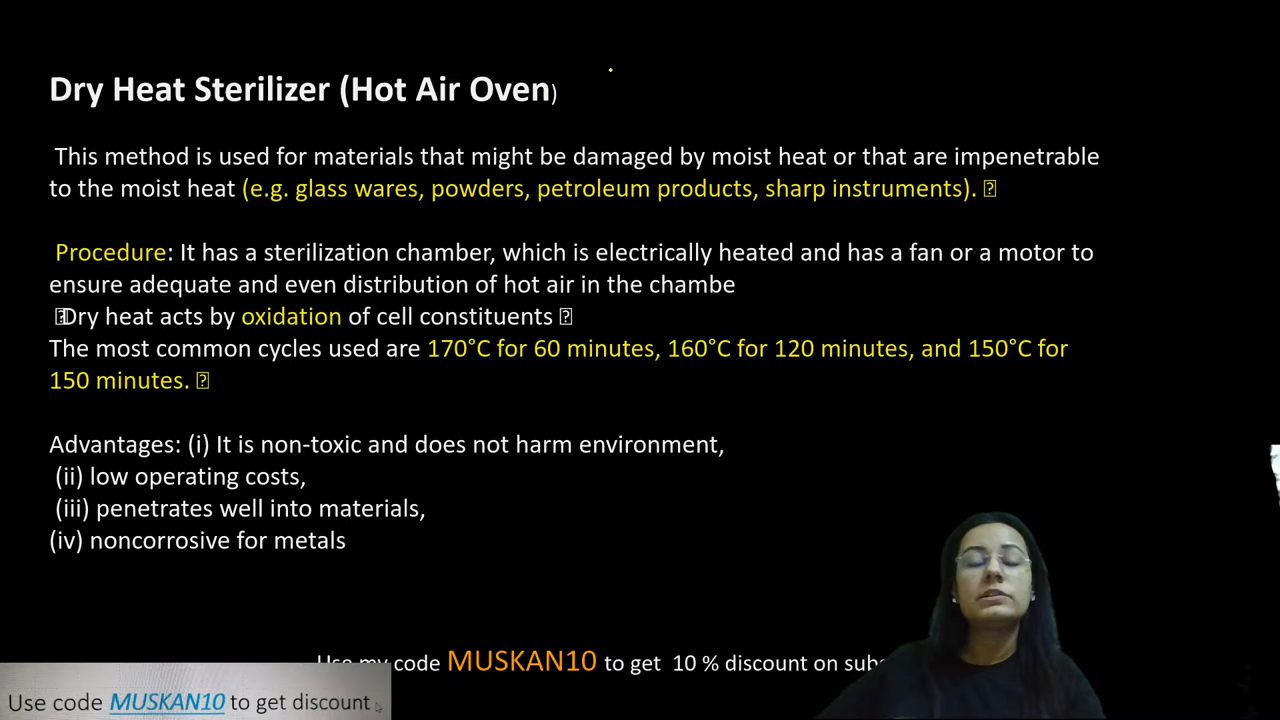 Dry Heat Sterilizer (Hot Air Oven)
This method is used for materials that might be damaged by moist heat or that are impenetrable
to the moist heat (e.g. glass wares, powders, petroleum products, sharp instruments).
Procedure: It has a sterilization chamber, which is electrically heated and has a fan or a motor to
ensure adequate and even distribution of hot air in the chambe
Dry heat acts by oxidation of cell constituents
The most common cycles used are 170°C for 60 minutes, 160°C for 120 minutes, and 150°C for
150 minutes.
Advantages: (i) It is non-toxic and does not harm environment,
(ii) low operating costs,
(iii) penetrates well into materials,
(iv) noncorrosive for metals
Use my code MUSKAN10 to get 10 % discount on subs
Use code MUSKAN10 to get discount